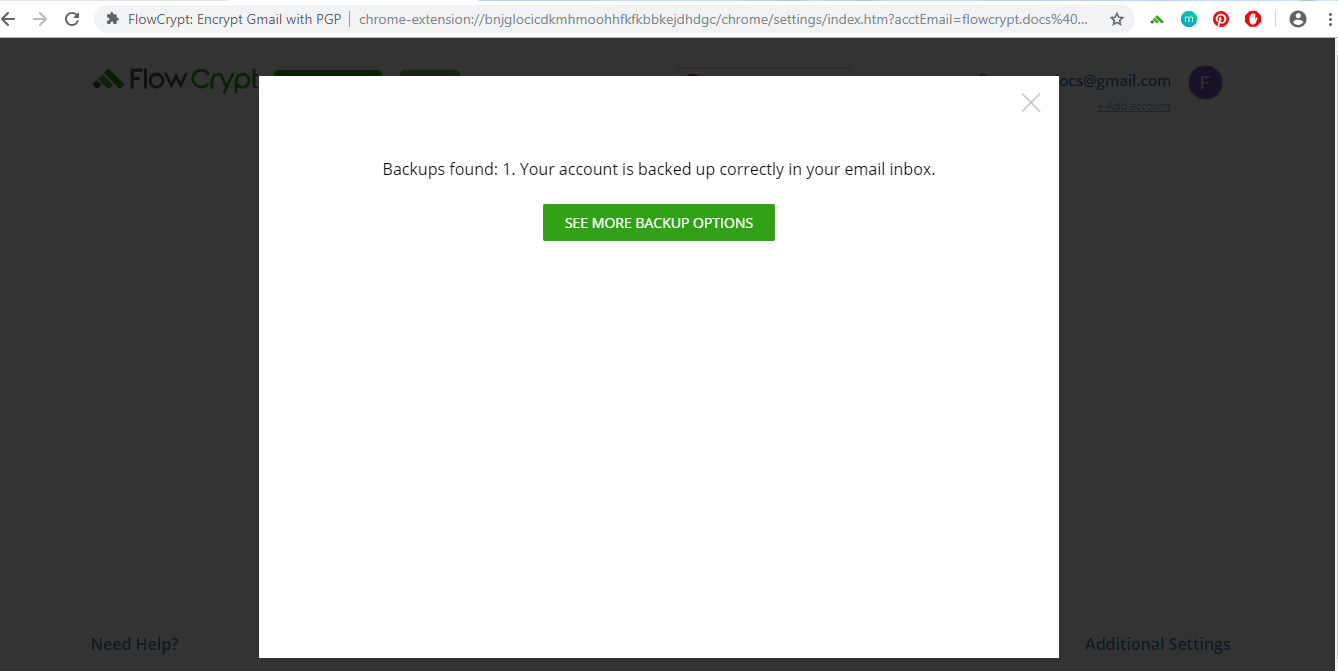 FlowCrypt: Encrypt Gmail with PGP
chrome-extension://bnjglocicdkmhmoohhfkfkbbkejdhdgc/chrome/settings/index.htm?acctEmail=flowcrypt.docs%40...
m
FlowCrypt
ocs@gmail.com
F
+ Add account
Backups found: 1. Your account is backed up correctly in your email inbox.
SEE MORE BACKUP OPTIONS
Need Help?
Additional Settings